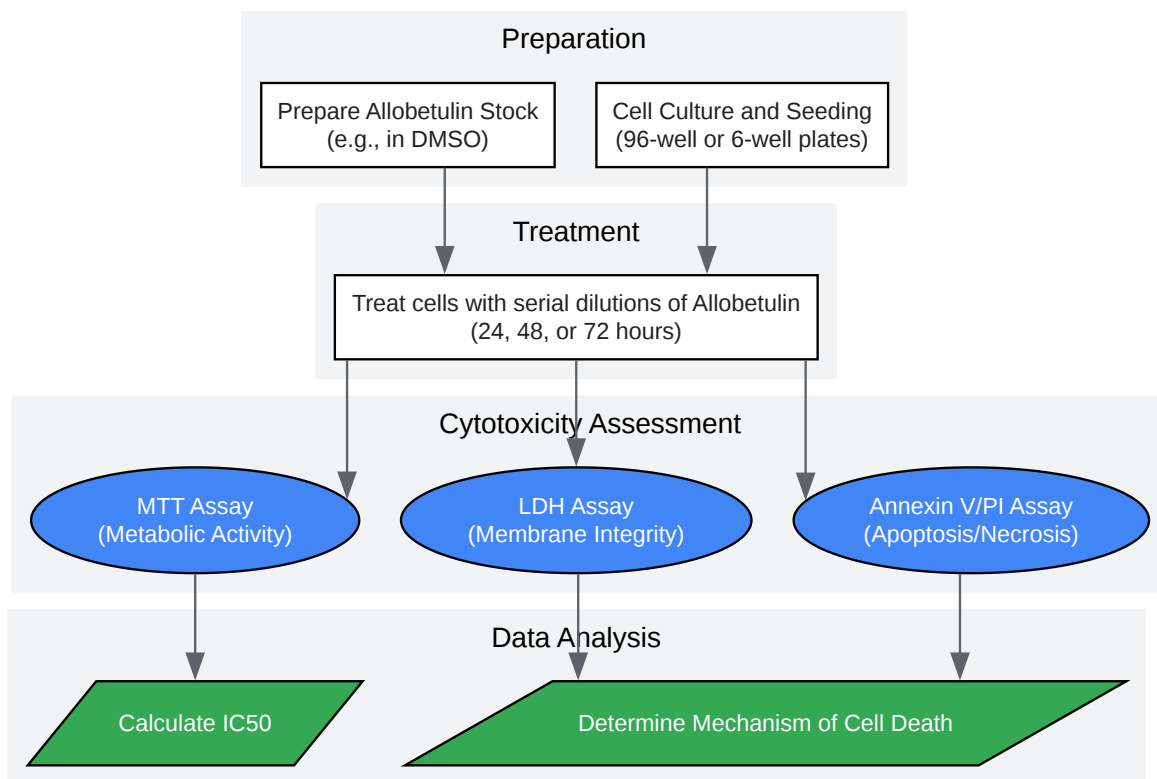 Preparation
Prepare Allobetulin Stock
(e.g., in DMSO)
Cell Culture and Seeding
(96-well or 6-well plates)
Treatment
Treat cells with serial dilutions of Allobetulin
(24, 48, or 72 hours)
Cytotoxicity Assessment
MTT Assay
(Metabolic Activity)
LDH Assay
(Membrane Integrity)
Annexin V/PI Assay
(Apoptosis/Necrosis)
Data Analysis
Calculate IC50
Determine Mechanism of Cell Death